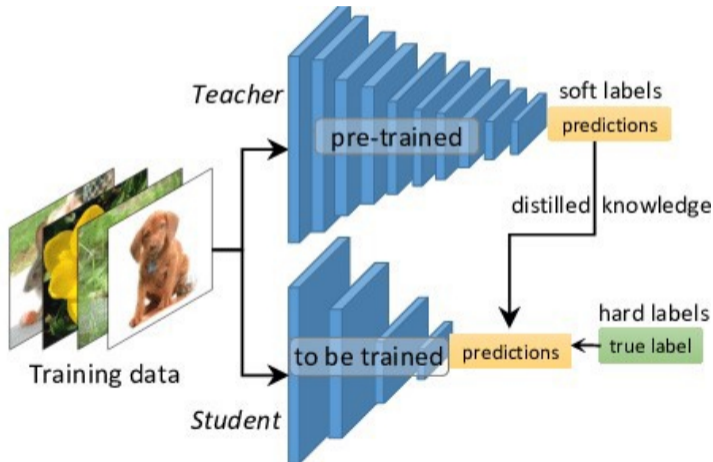 Teacher
pre-trained
soft labels
predictions
distilled knowledge
Training data
to be trained
predictions
hard labels
true label
Student